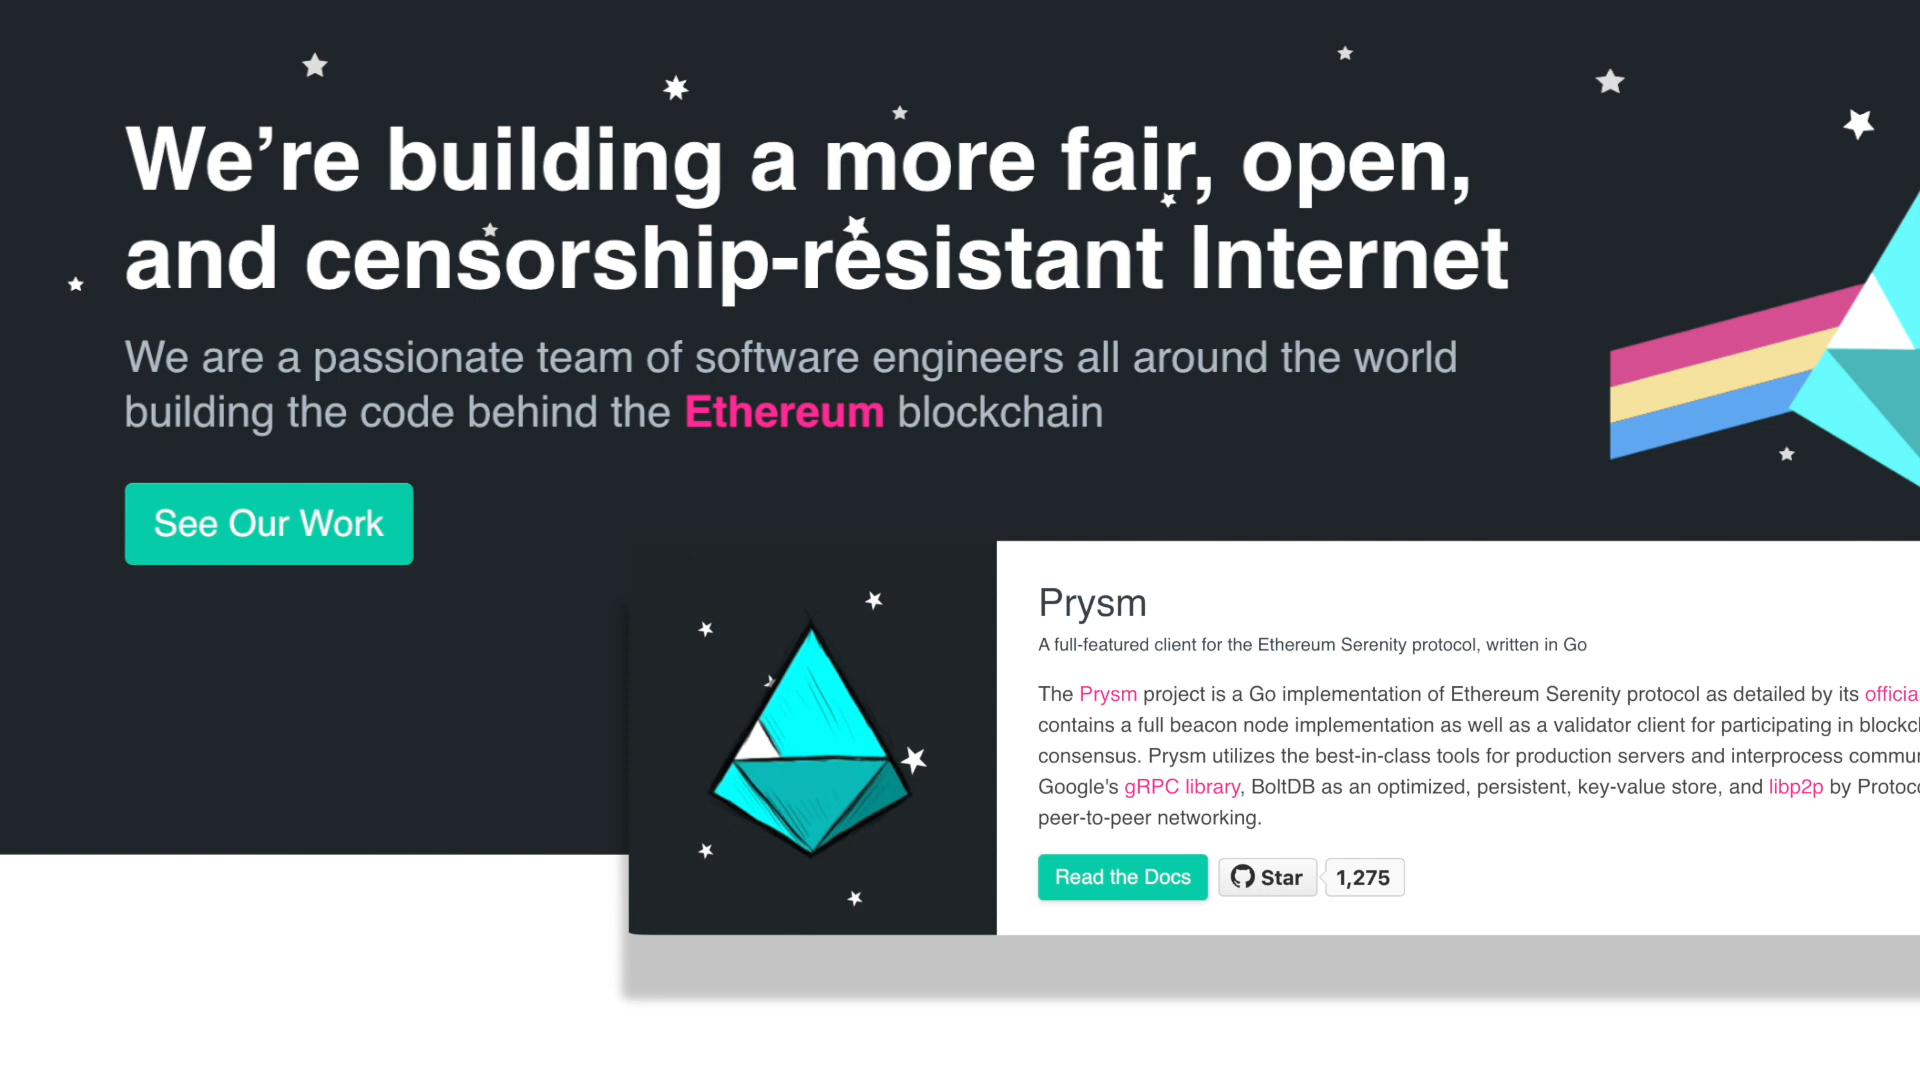 We’re building a more fair, open,
and censorship-resistant Internet
We are a passionate team of software engineers all around the world
building the code behind the Ethereum blockchain
See Our Work
Prysm
A full-featured client for the Ethereum Serenity protocol, written in Go
The Prysm project is a Go implementation of Ethereum Serenity protocol as detailed by its
contains a full beacon node implementation as well as a validator client for participating in
consensus. Prysm utilizes the best-in-class tools for production servers and interprocess
Google's gRPC library, BoltDB as an optimized, persistent, key-value store, and libp2p by
peer-to-peer networking.
Read the Docs
Star
1,275